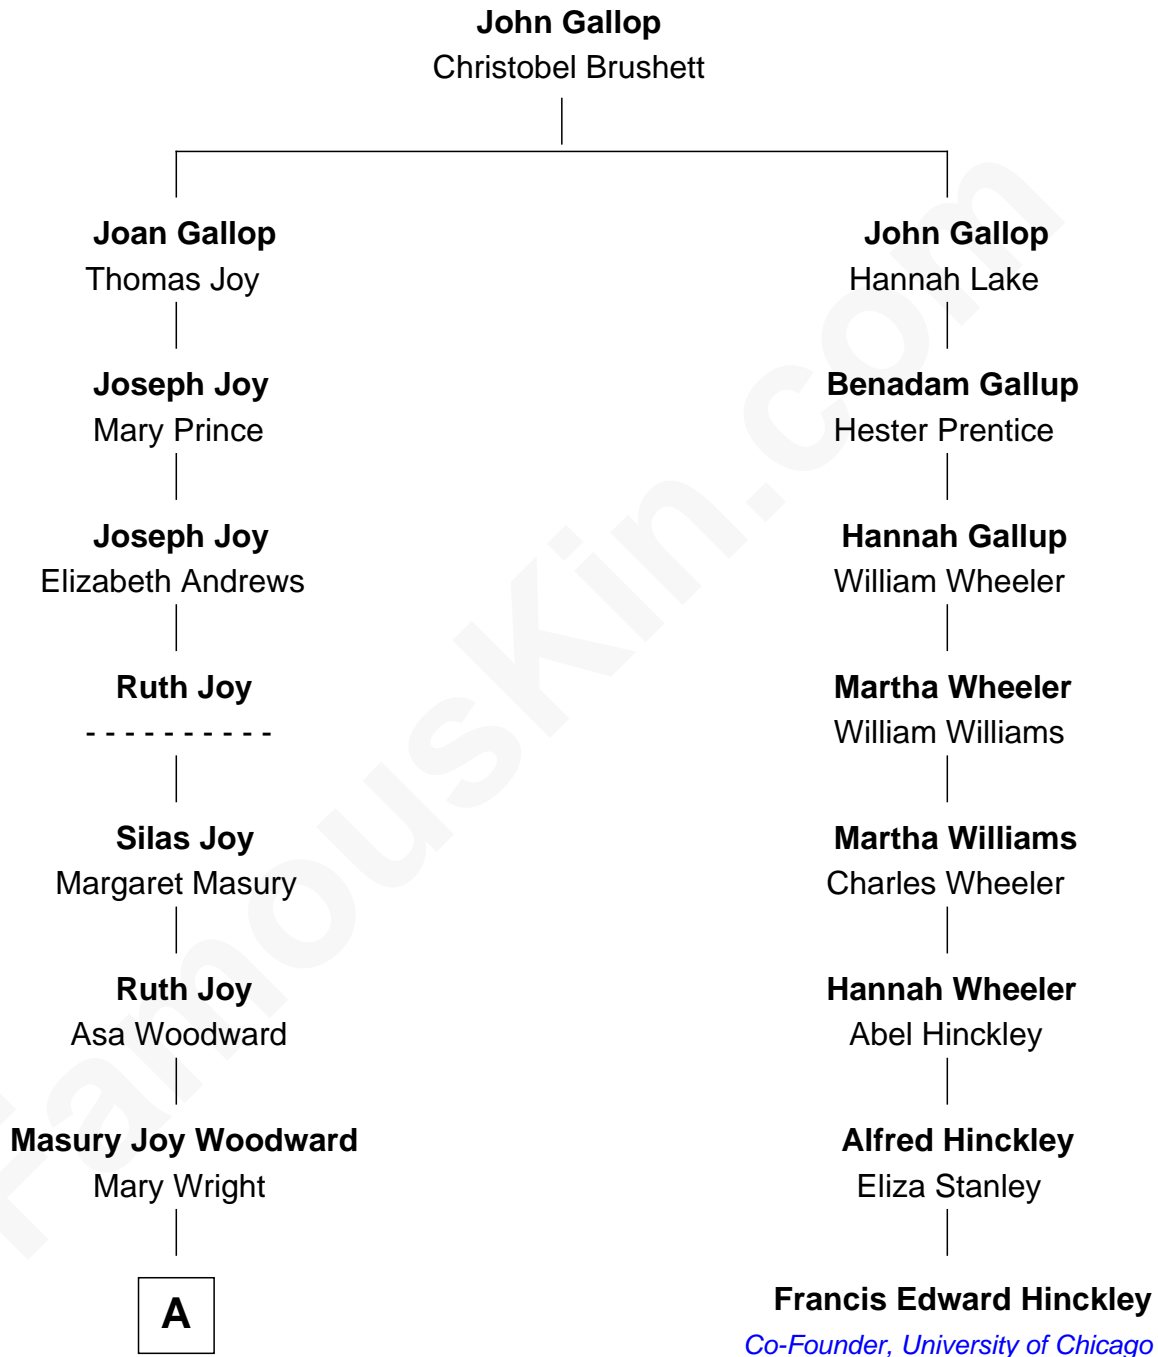 John Gallop
Christobel Brushett
Joan Gallop
Thomas Joy
John Gallop
Hannah Lake
Joseph Joy
Mary Prince
Benadam Gallup
Hester Prentice
Joseph Joy
Elizabeth Andrews
Hannah Gallup
William Wheeler
Ruth Joy
- - - - - - - - - -
Martha Wheeler
William Williams
Silas Joy
Margaret Masury
Martha Williams
Charles Wheeler
Ruth Joy
Asa Woodward
Hannah Wheeler
Abel Hinckley
Masury Joy Woodward
Mary Wright
Alfred Hinckley
Eliza Stanley
A
Francis Edward Hinckley
Co-Founder, University of Chicago
FamousKin.com